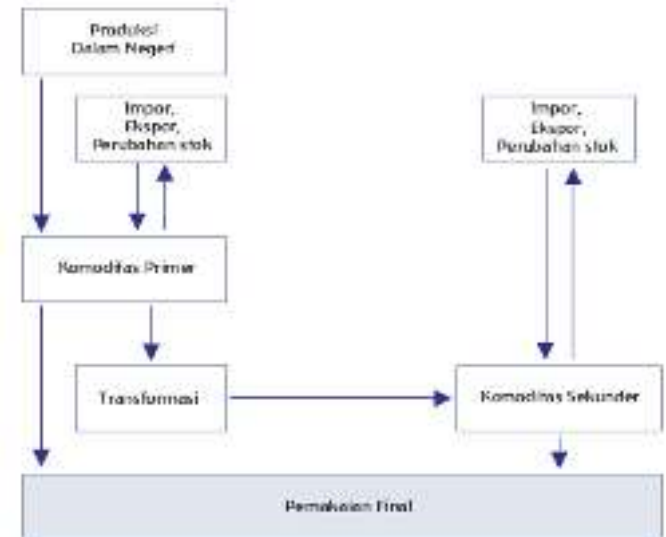 Produksi
Dalam Negeri
Impor,
Ekspor,
Perubahan stok
Impor,
Ekspor,
Perubahan stok
Komoditas Primer
Transformasi
Komoditas Sekunder
Pemakaian Final